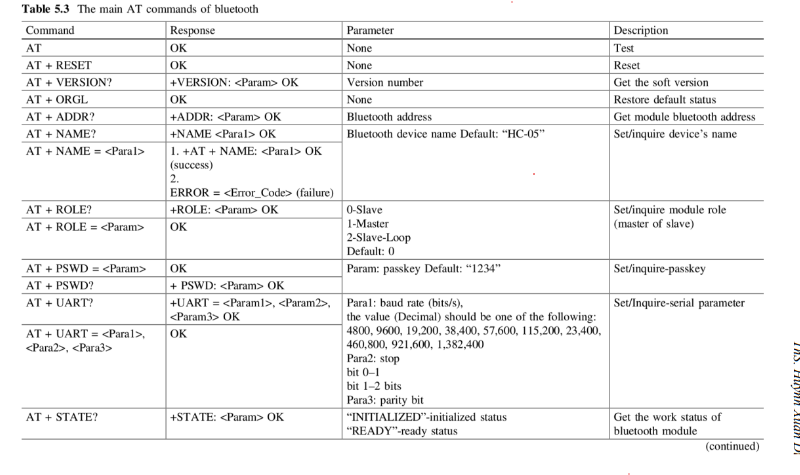 Table 5.3 The main AT commands of bluetooth
Command Response Parameter Description
AT OK None Test
AT + RESET OK None Reset
AT + VERSION? +VERSION: <Param> OK Version number Get the soft version
AT + ORGL OK None Restore default status
AT + ADDR? +ADDR: <Param> OK Bluetooth address Get module bluetooth address
AT + NAME? +NAME <Para1> OK Bluetooth device name Default: “HC-05” Set/inquire device’s name
AT + NAME = <Para1> 1. +AT + NAME: <Para1> OK
(success)
2.
ERROR = <Error_Code> (failure)
AT + ROLE? +ROLE: <Param> OK 0-Slave Set/inquire module role
AT + ROLE = <Param> OK 1-Master (master of slave)
2-Slave-Loop
Default: 0
AT + PSWD = <Param> OK Param: passkey Default: “1234” Set/inquire-passkey
AT + PSWD? + PSWD: <Param> OK
AT + UART? +UART = <Param1>, <Param2>, Para1: baud rate (bits/s), Set/Inquire-serial parameter
<Param3> OK the value (Decimal) should be one of the following:
AT + UART = <Para1>, OK 4800, 9600, 19,200, 38,400, 57,600, 115,200, 23,400,
<Para2>, <Para3> 460,800, 921,600, 1,382,400
Para2: stop
bit 0–1
bit 1–2 bits
Para3: parity bit
AT + STATE? +STATE: <Param> OK “INITIALIZED”-initialized status Get the work status of
“READY”-ready status bluetooth module
(continued)